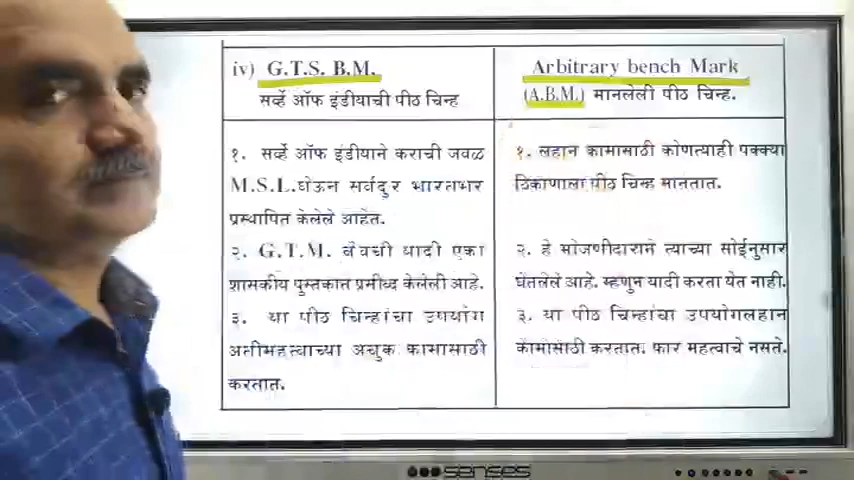 iv) G.T.S. B.M.
सर्व्हे ऑफ इंडीयाची पीठ चिन्ह
Arbitrary bench Mark
(A.B.M.) मानलेली पीठ चिन्ह.
१. सर्व्हे ऑफ इंडीयाने कराची जवळ
M.S.L.घेऊन सर्वदुर भारतभर
प्रस्थापित केलेले आहेत.
२. G.T.M. बेंचची यादी एका
शासकीय पुस्तकात प्रसीध्द केलेली आहे.
३. या पीठ चिन्हांचा उपयोग
अतीमहत्वाच्या अचुक कामासाठी
करतात.
१. लहान कामासाठी कोणत्याही पक्क्या
ठिकाणाला पीठ चिन्ह मानतात.
२. हे मोजणीदाराने त्याच्या सोईनुसार
घेतलेले आहे. म्हणुन यादी करता येत नाही.
३. या पीठ चिन्हांचा उपयोगलहान
कामासाठी करतात. फार महत्वाचे नसते.
senses